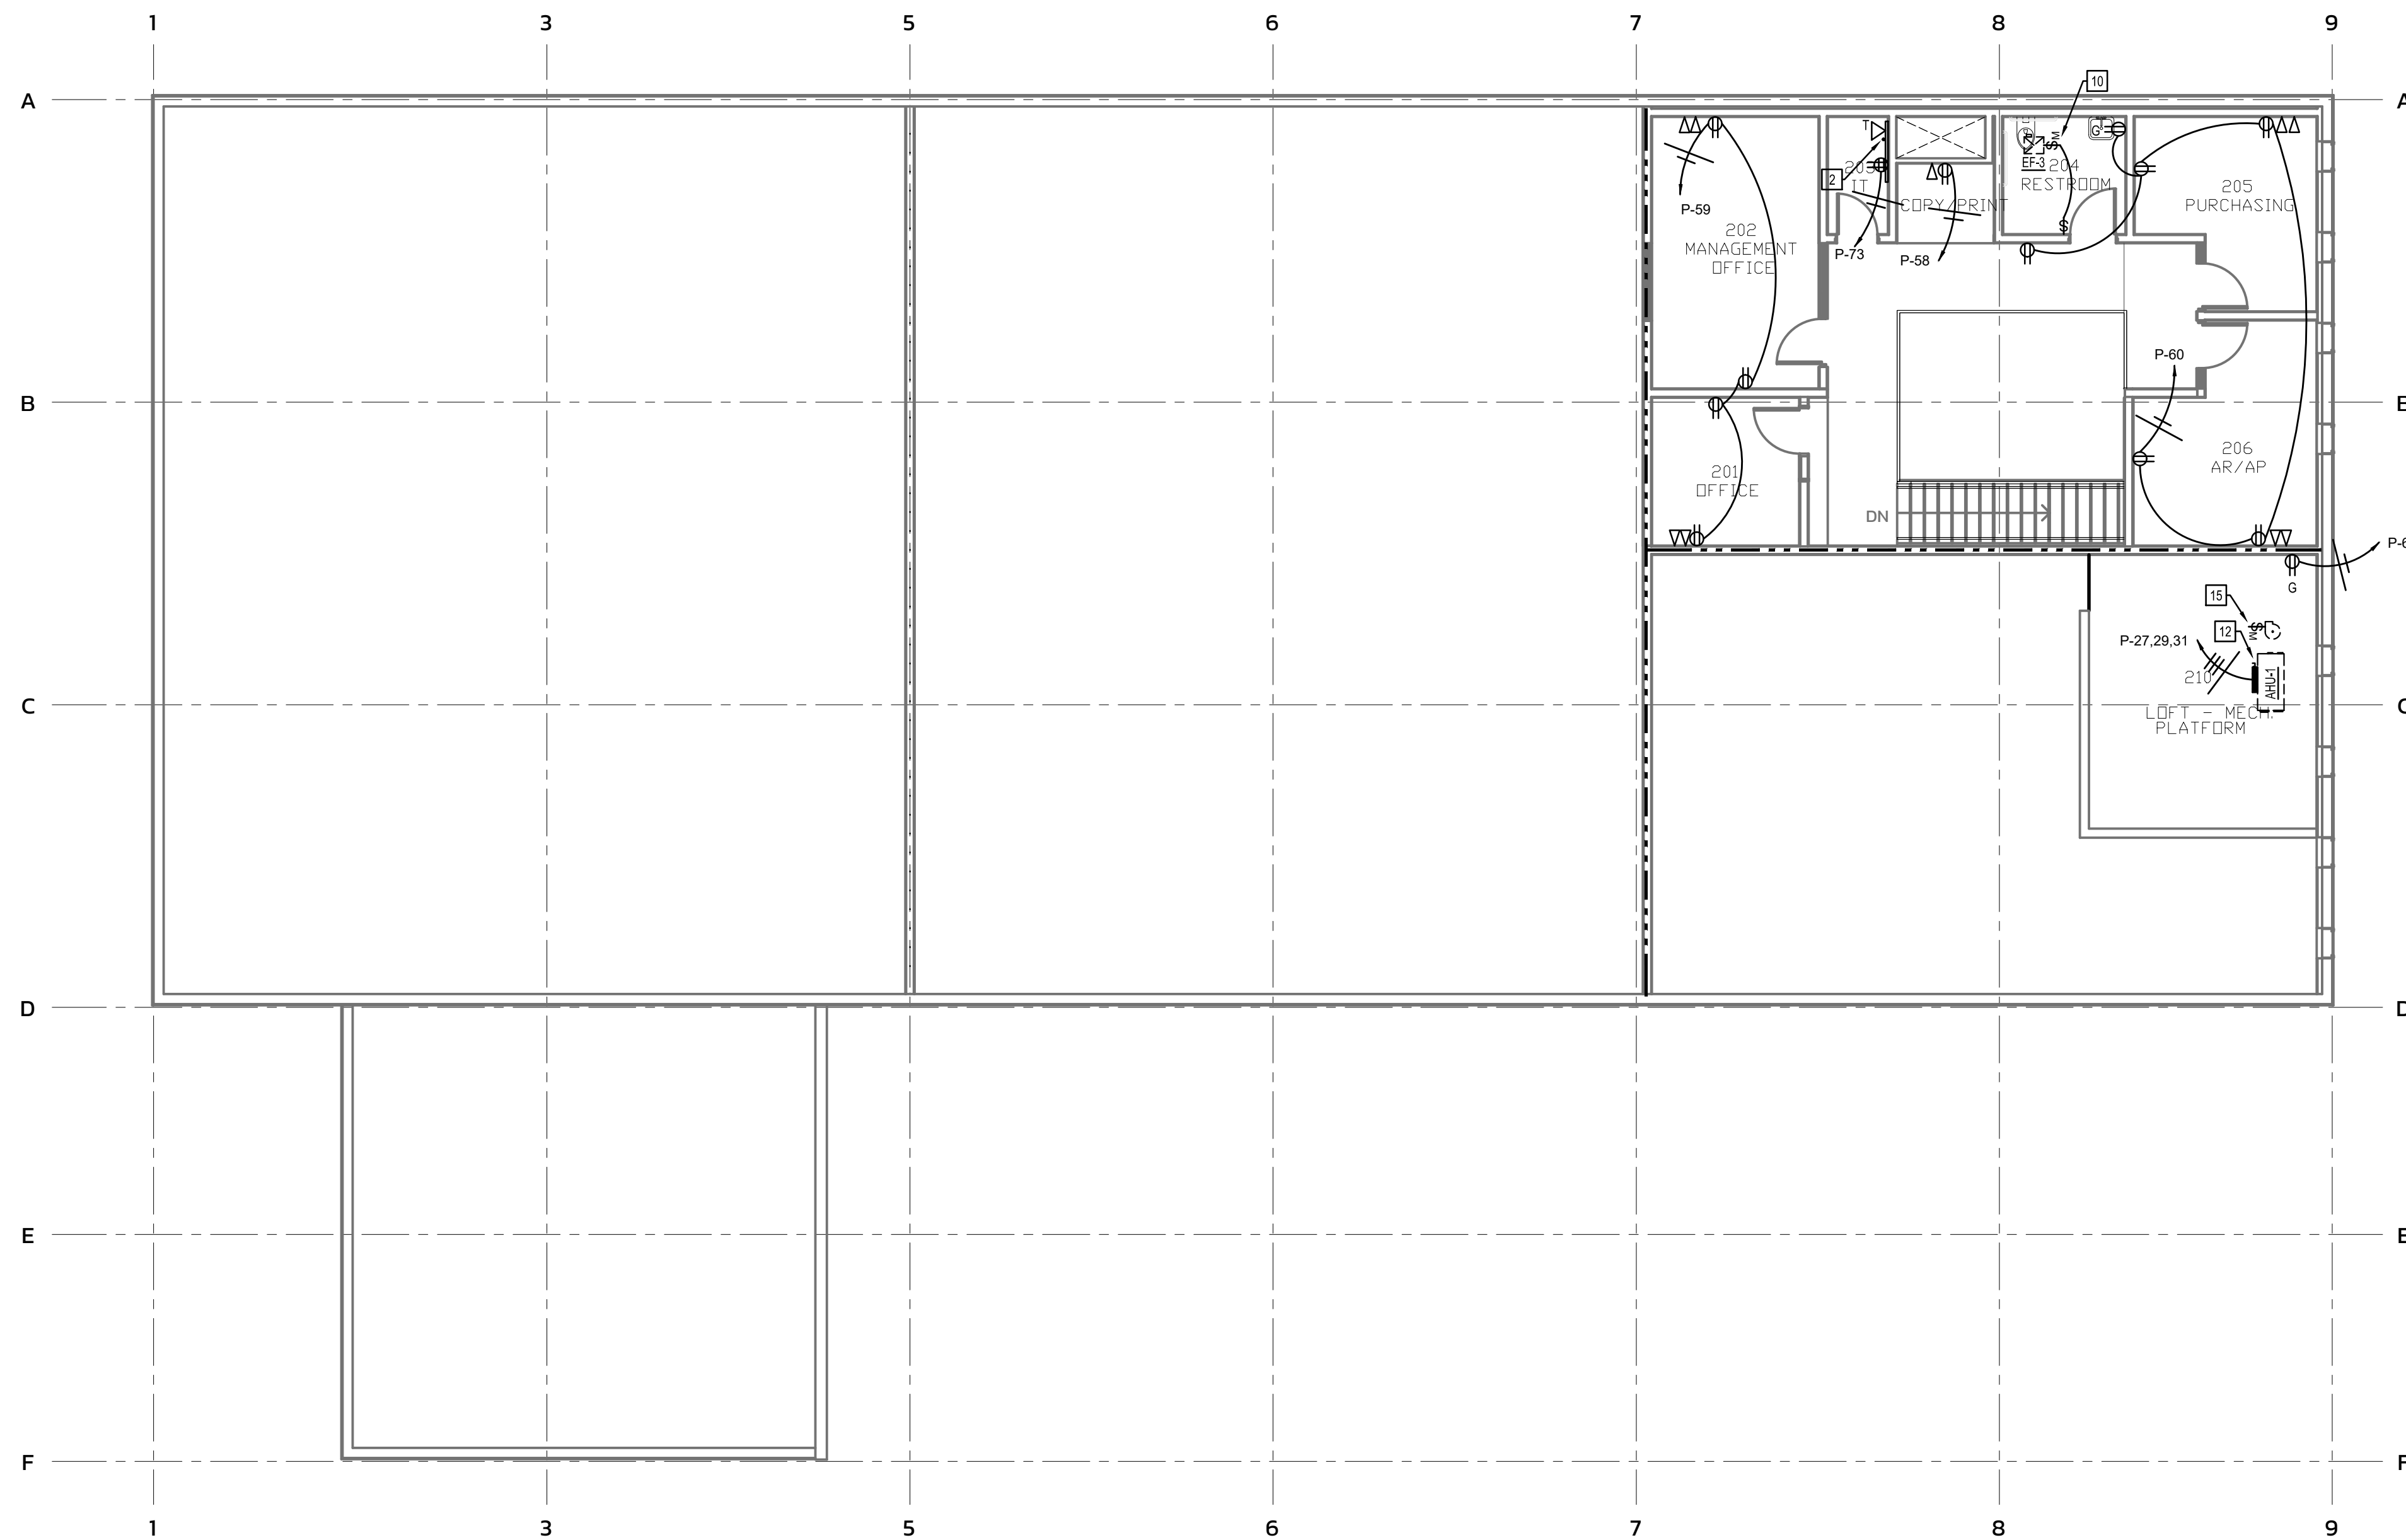 1 3 5 6 7 8 9
10
A A
T
G
M
$
EF-3
2
203
IT
204
RESTROOM
205
PURCHASING
COPY/PRINT
P-59
202
MANAGEMENT
OFFICE
$
P-73
P-58
P-60
B
206
AR/AP
201
OFFICE
DN
G
15
$
M
12
P-27,29,31
210
AHU-1
C
LOFT - MECH.
PLATFORM
D
E
F
1 3 5 6 7 8 9